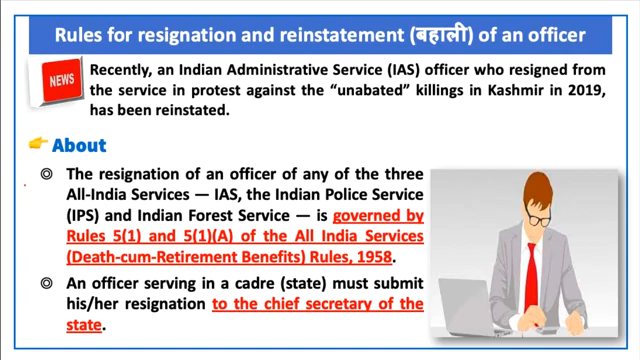 Rules for resignation and reinstatement (बहाली) of an officer
NEWS
Recently, an Indian Administrative Service (IAS) officer who resigned from
the service in protest against the “unabated” killings in Kashmir in 2019,
has been reinstated.
About
The resignation of an officer of any of the three
All-India Services — IAS, the Indian Police Service
(IPS) and Indian Forest Service — is governed by
Rules 5(1) and 5(1)(A) of the All India Services
(Death-cum-Retirement Benefits) Rules, 1958.
An officer serving in a cadre (state) must submit
his/her resignation to the chief secretary of the
state.